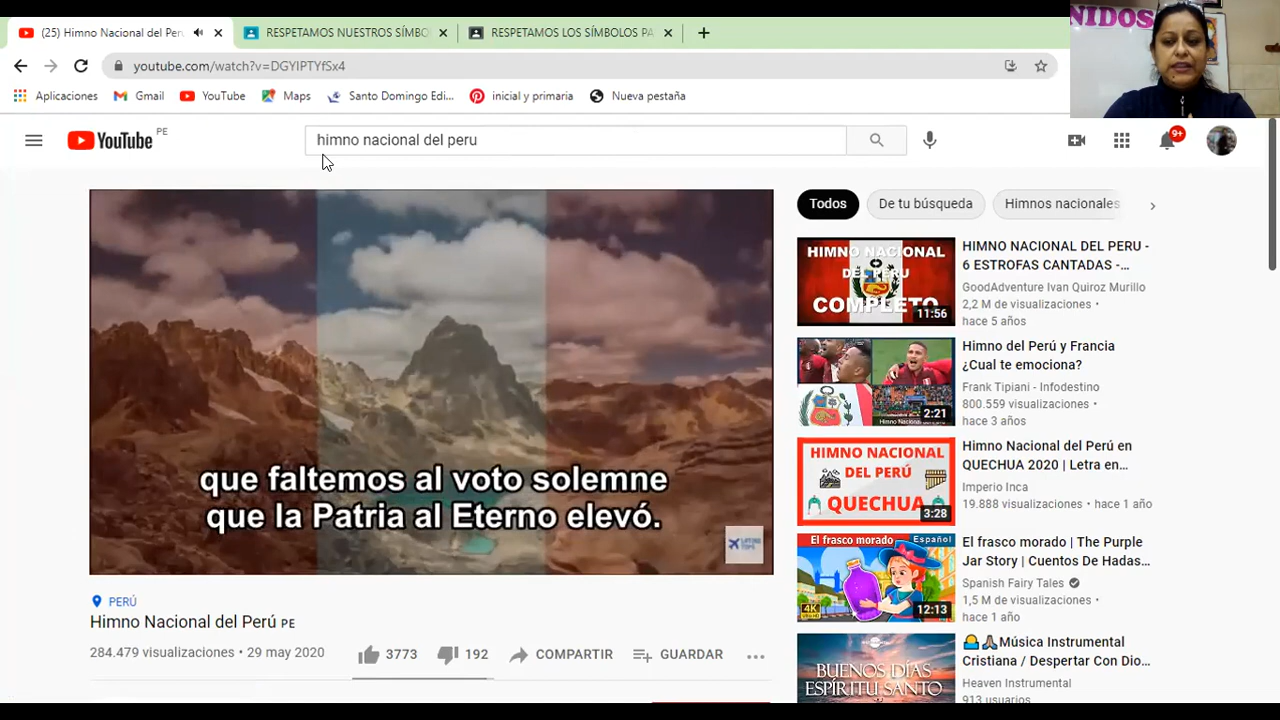 (25) Himno Nacional del Per
RESPETAMOS NUESTROS SÍMBO
RESPETAMOS LOS SÍMBOLOS PA
NIDOS
youtube.com/watch?v=DGYIPTYfSx4
Aplicaciones
Gmail
YouTube
Maps
Santo Domingo Edi...
inicial y primaria
Nueva pestaña
YouTube PE
himno nacional del peru
9+
Todos
De tu búsqueda
Himnos nacionales
que faltemos al voto solemne
que la Patria al Eterno elevó.
PERÚ
Himno Nacional del Perú PE
284.479 visualizaciones • 29 may 2020
3773
192
COMPARTIR
GUARDAR
HIMNO NACIONAL
DEL PERU
COMPLETO
11:56
HIMNO NACIONAL DEL PERU -
6 ESTROFAS CANTADAS -...
GoodAdventure Ivan Quiroz Murillo
2,2 M de visualizaciones •
hace 5 años
2:21
Himno del Perú y Francia
¿Cual te emociona?
Frank Tipiani - Infodestino
800.559 visualizaciones •
hace 3 años
HIMNO NACIONAL
DEL PERÚ
QUECHUA
3:28
Himno Nacional del Perú en
QUECHUA 2020 | Letra en...
Imperio Inca
19.888 visualizaciones • hace 1 año
El frasco morado
Español
4K
12:13
El frasco morado | The Purple
Jar Story | Cuentos De Hadas...
Spanish Fairy Tales
1,5 M de visualizaciones •
hace 1 año
BUENOS DÍAS
ESPÍRITU SANTO
Música Instrumental
Cristiana / Despertar Con Dio...
Heaven Instrumental
913 usuarios